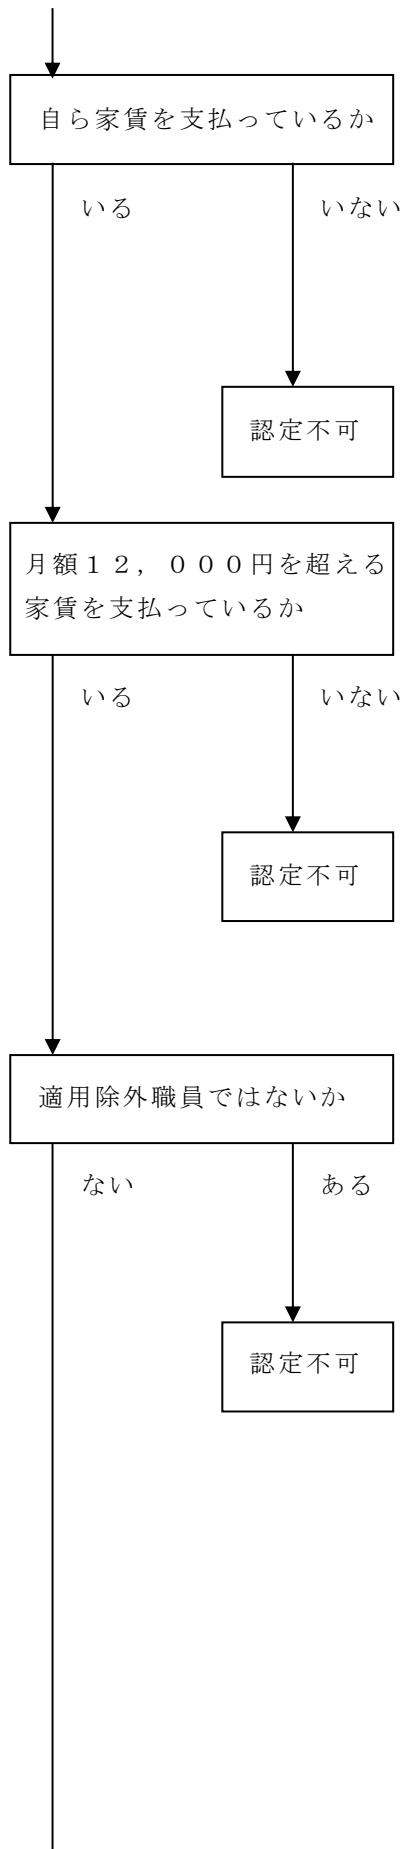 自ら家賃を支払っているか
いる
いない
認定不可
月額１２，０００円を超える
家賃を支払っているか
いる
いない
認定不可
適用除外職員ではないか
ない
ある
認定不可